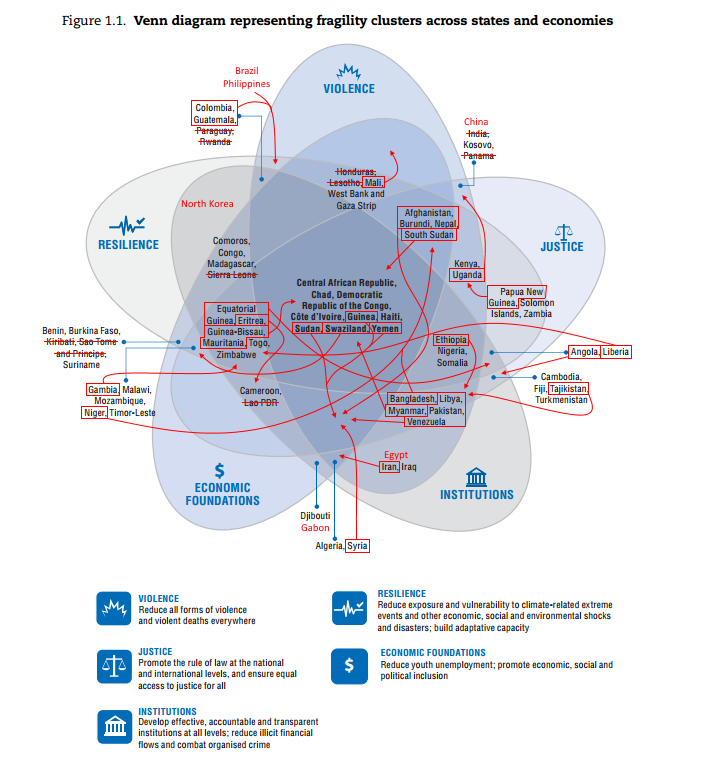 Figure 1.1. Venn diagram representing fragility clusters across states and economies
Brazil
Philippines
VIOLENCE
Colombia,
Guatemala,
Paraguay,
Rwanda
China
India,
Kosovo,
Panama
Honduras,
Lesotho, Mali,
West Bank and
Gaza Strip
North Korea
Afghanistan,
Burundi, Nepal,
South Sudan
RESILIENCE
JUSTICE
Comoros,
Congo,
Madagascar,
Sierra Leone
Kenya,
Uganda
Central African Republic,
Chad, Democratic
Republic of the Congo,
Côte d'Ivoire, Guinea, Haiti,
Sudan, Swaziland, Yemen
Papua New
Guinea, Solomon
Islands, Zambia
Equatorial
Guinea, Eritrea,
Guinea-Bissau,
Mauritania, Togo,
Zimbabwe
Benin, Burkina Faso,
Kiribati, Sao Tome
and Principe,
Suriname
Ethiopia,
Nigeria,
Somalia
Angola, Liberia
Cambodia,
Fiji, Tajikistan,
Turkmenistan
Gambia, Malawi,
Mozambique,
Niger, Timor-Leste
Cameroon,
Lao PDR
Bangladesh, Libya,
Myanmar, Pakistan,
Venezuela
Egypt
Iran, Iraq
$
ECONOMIC
FOUNDATIONS
INSTITUTIONS
Djibouti
Gabon
Algeria, Syria
VIOLENCE
Reduce all forms of violence
and violent deaths everywhere
RESILIENCE
Reduce exposure and vulnerability to climate-related extreme
events and other economic, social and environmental shocks
and disasters; build adaptative capacity
JUSTICE
Promote the rule of law at the national
and international levels, and ensure equal
access to justice for all
$
ECONOMIC FOUNDATIONS
Reduce youth unemployment; promote economic, social and
political inclusion
INSTITUTIONS
Develop effective, accountable and transparent
institutions at all levels; reduce illicit financial
flows and combat organised crime